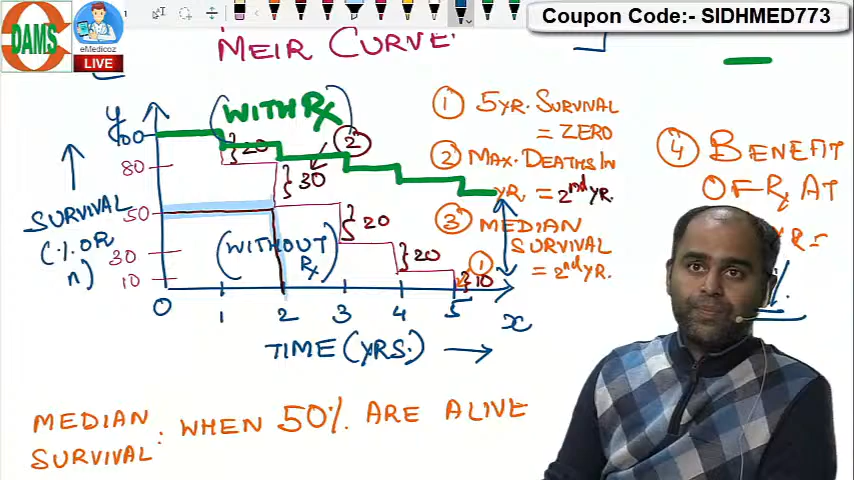 DAMS
eMedicoz
LIVE
Coupon Code:- SIDHMED773
MEIR CURVE
(WITH Rx)
y
100
80
50
30
10
0
SURVIVAL
(% OR
n)
}20
}30
}20
}20
}10
2
1
(WITHOUT
Rx)
1 2 3 4 5 x
TIME (YRS.)
1 5YR. SURVIVAL
= ZERO
2 MAX. DEATHS IN
YR. = 2nd YR.
3 MEDIAN
SURVIVAL
= 2nd YR.
4 BENEFIT
OF Rx AT
MEDIAN
SURVIVAL : WHEN 50% ARE ALIVE